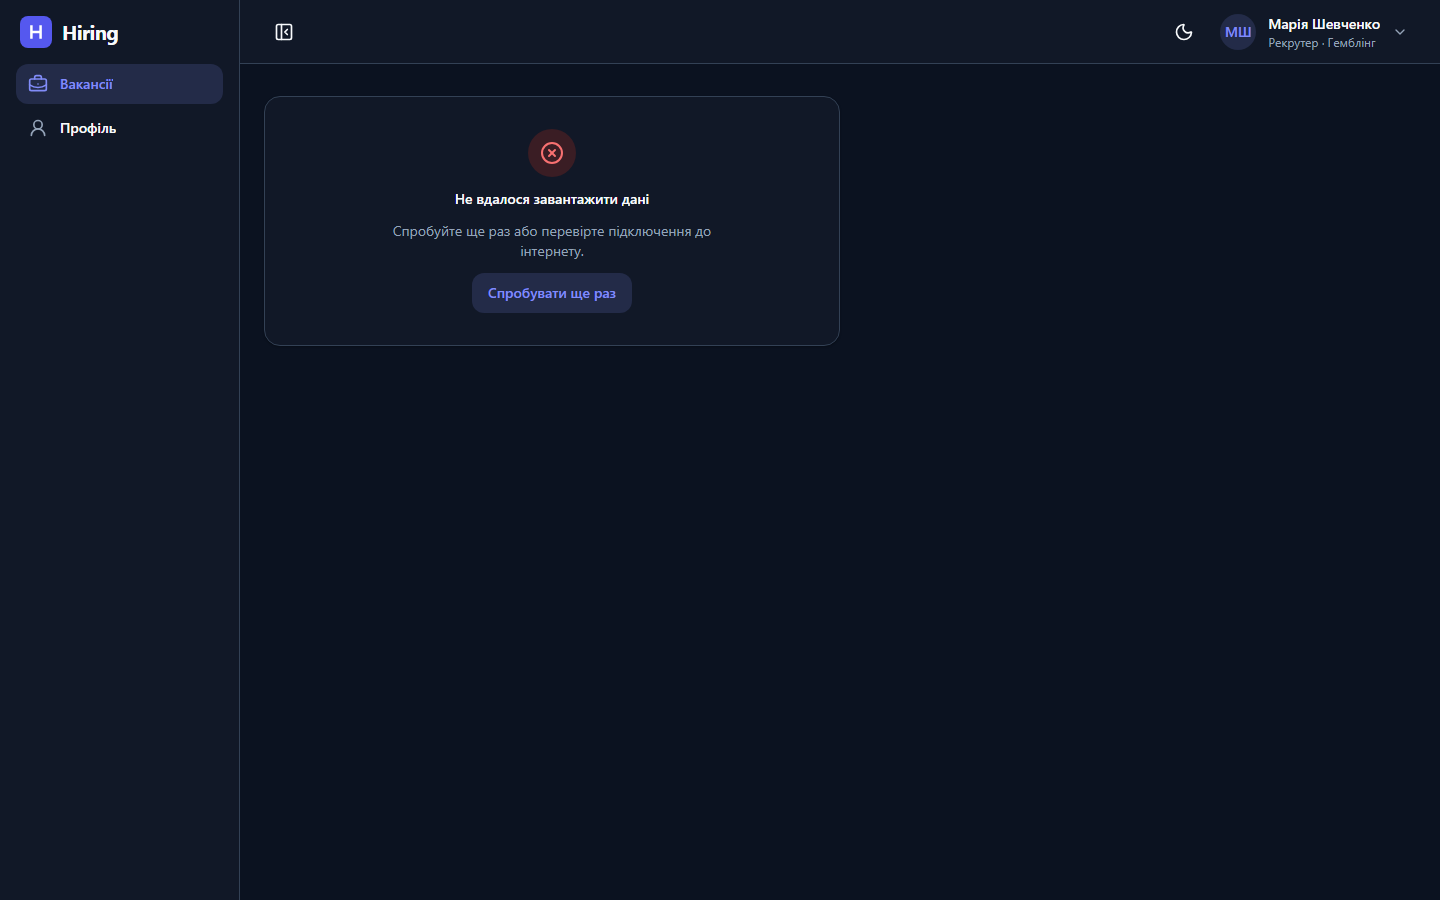 H Hiring
Вакансії
Профіль
МШ
Марія Шевченко
Рекрутер · Гемблінг
Не вдалося завантажити дані
Спробуйте ще раз або перевірте підключення до
інтернету.
Спробувати ще раз